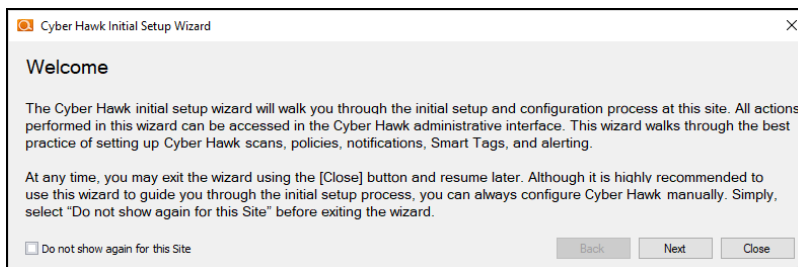 Cyber Hawk Initial Setup Wizard
Welcome
The Cyber Hawk initial setup wizard will walk you through the initial setup and configuration process at this site. All actions
performed in this wizard can be accessed in the Cyber Hawk administrative interface. This wizard walks through the best
practice of setting up Cyber Hawk scans, policies, notifications, Smart Tags, and alerting.
At any time, you may exit the wizard using the [Close] button and resume later. Although it is highly recommended to
use this wizard to guide you through the initial setup process, you can always configure Cyber Hawk manually. Simply,
select “Do not show again for this Site” before exiting the wizard.
Do not show again for this Site Back Next Close